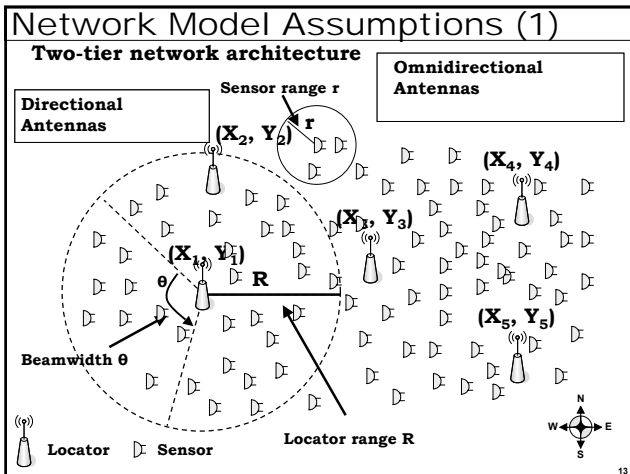 Network Model Assumptions (1)
Two-tier network architecture
Directional
Antennas
Sensor range r
Omnidirectional
Antennas
r
(X2, Y2)
(X4, Y4)
Y3)
(X1, Y1)
θ
R
(X5, Y5)
Beamwidth θ
Locator range R
Locator
Sensor
N
W
E
S
13